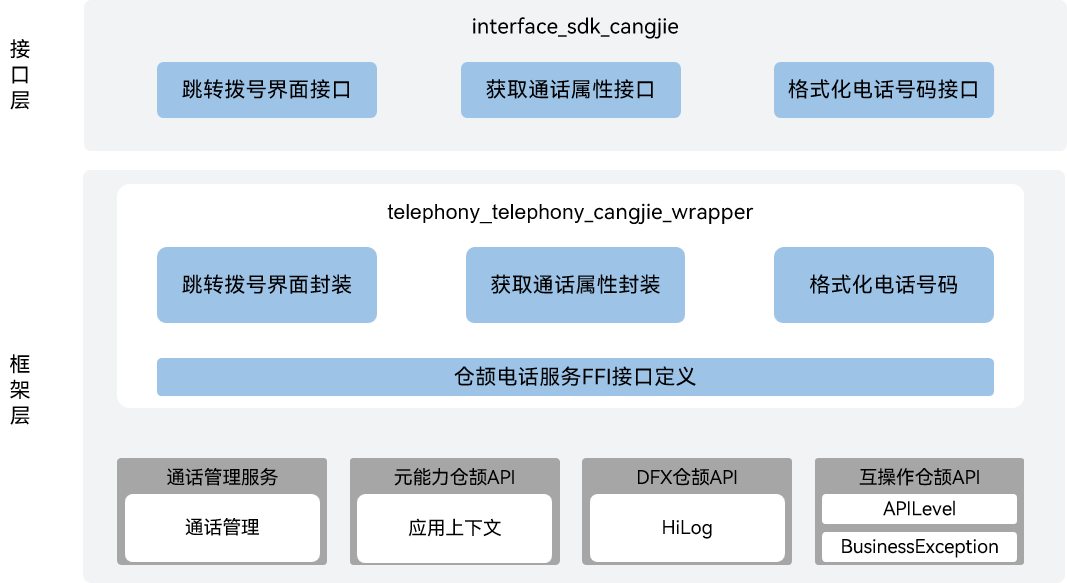 接口层
interface_sdk_cangjie
跳转拨号界面接口
获取通话属性接口
格式化电话号码接口
框架层
telephony_telephony_cangjie_wrapper
跳转拨号界面封装
获取通话属性封装
格式化电话号码
仓颉电话服务FFI接口定义
通话管理服务
通话管理
元能力仓颉API
应用上下文
DFX仓颉API
HiLog
互操作仓颉API
APILevel
BusinessException